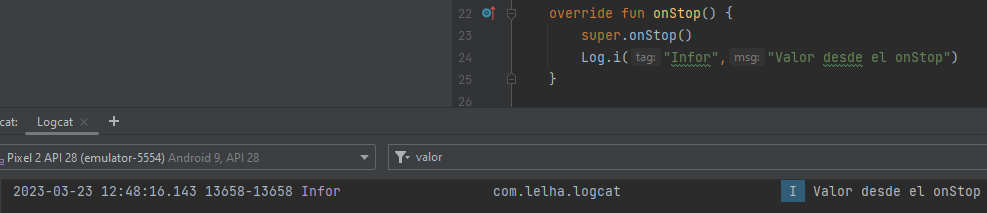 22 override fun onStop() {
23 super.onStop()
24 Log.i( tag: "Infor", msg: "Valor desde el onStop")
25 }
26
cat: Logcat × +
Pixel 2 API 28 (emulator-5554) Android 9, API 28 valor
2023-03-23 12:48:16.143 13658-13658 Infor com.lelha.logcat I Valor desde el onStop